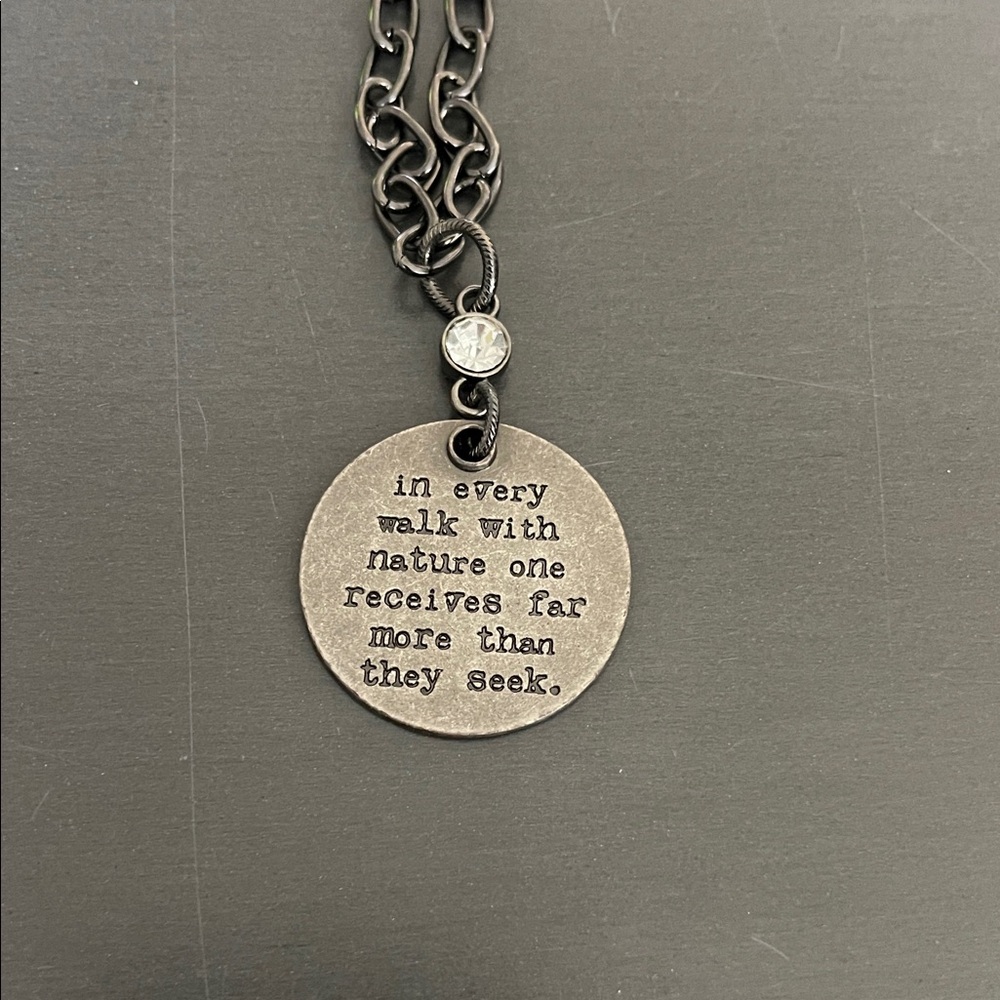 in every
walk with
nature one
receives far
more than
they seek.